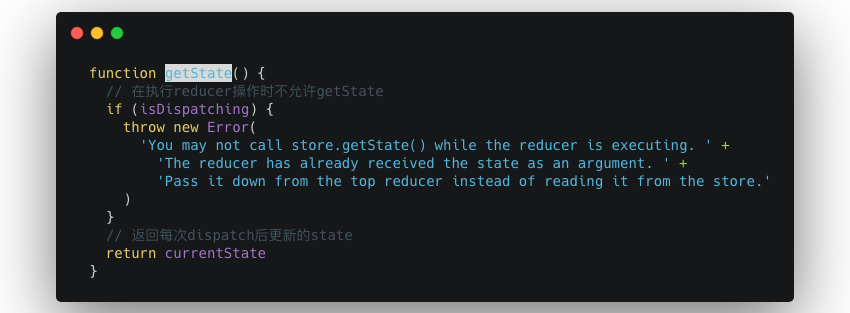 function getState() {
// 在执行reducer操作时不允许getState
if (isDispatching) {
throw new Error(
'You may not call store.getState() while the reducer is executing. ' +
'The reducer has already received the state as an argument. ' +
'Pass it down from the top reducer instead of reading it from the store.'
)
}
// 返回每次dispatch后更新的state
return currentState
}